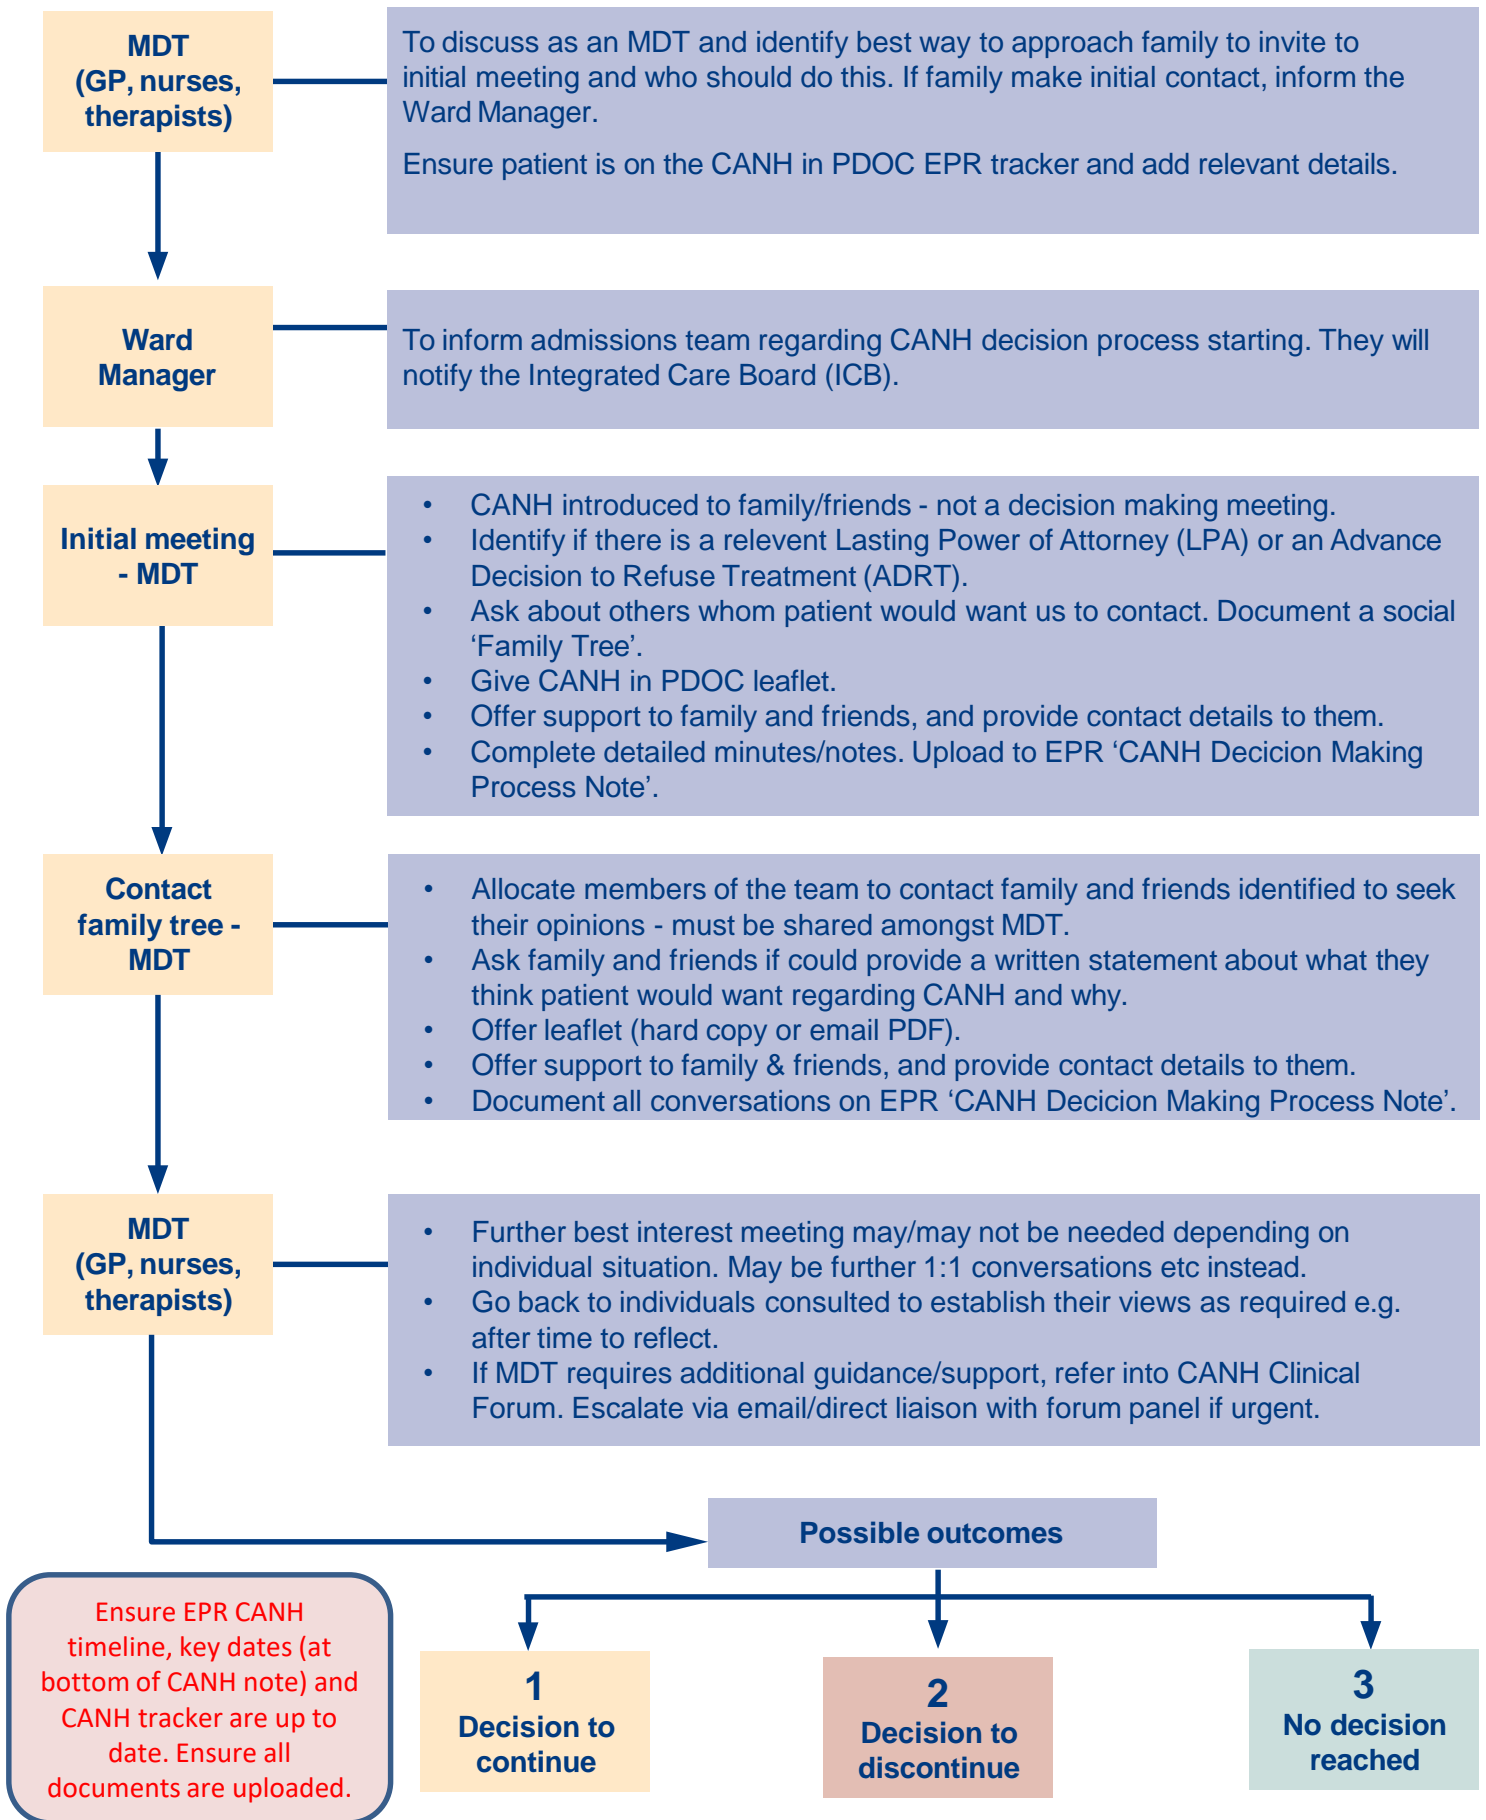 MDT
(GP, nurses,
therapists)
To discuss as an MDT and identify best way to approach family to invite to
initial meeting and who should do this. If family make initial contact, inform the
Ward Manager.
Ensure patient is on the CANH in PDOC EPR tracker and add relevant details.
Ward
Manager
To inform admissions team regarding CANH decision process starting. They will
notify the Integrated Care Board (ICB).
Initial meeting
- MDT
• CANH introduced to family/friends - not a decision making meeting.
• Identify if there is a relevent Lasting Power of Attorney (LPA) or an Advance
Decision to Refuse Treatment (ADRT).
• Ask about others whom patient would want us to contact. Document a social
‘Family Tree’.
• Give CANH in PDOC leaflet.
• Offer support to family and friends, and provide contact details to them.
• Complete detailed minutes/notes. Upload to EPR ‘CANH Decicion Making
Process Note’.
Contact
family tree -
MDT
• Allocate members of the team to contact family and friends identified to seek
their opinions - must be shared amongst MDT.
• Ask family and friends if could provide a written statement about what they
think patient would want regarding CANH and why.
• Offer leaflet (hard copy or email PDF).
• Offer support to family & friends, and provide contact details to them.
• Document all conversations on EPR ‘CANH Decicion Making Process Note’.
MDT
(GP, nurses,
therapists)
• Further best interest meeting may/may not be needed depending on
individual situation. May be further 1:1 conversations etc instead.
• Go back to individuals consulted to establish their views as required e.g.
after time to reflect.
• If MDT requires additional guidance/support, refer into CANH Clinical
Forum. Escalate via email/direct liaison with forum panel if urgent.
Possible outcomes
Ensure EPR CANH
timeline, key dates (at
bottom of CANH note) and
CANH tracker are up to
date. Ensure all
documents are uploaded.
1
Decision to
continue
2
Decision to
discontinue
3
No decision
reached